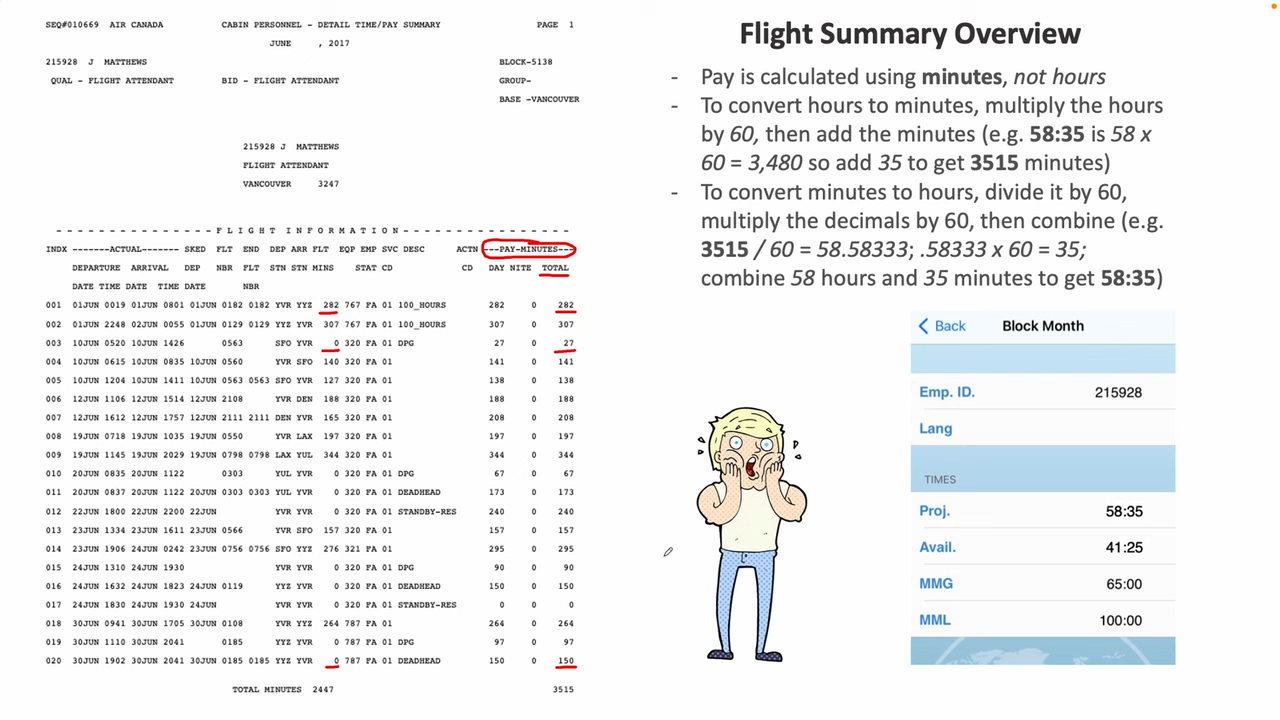 SEQ#010669 AIR CANADA CABIN PERSONNEL - DETAIL TIME/PAY SUMMARY PAGE 1
JUNE , 2017
215928 J MATTHEWS BLOCK-5138
QUAL - FLIGHT ATTENDANT BID - FLIGHT ATTENDANT GROUP-
BASE -VANCOUVER
215928 J MATTHEWS
FLIGHT ATTENDANT
VANCOUVER 3247
- - - - - - - - - - - - - - - - F L I G H T I N F O R M A T I O N - - - - - - - - - - - - - - - - - -
INDX -------ACTUAL------- SKED FLT END DEP ARR FLT EQP EMP SVC DESC ACTN ---PAY-MINUTES---
DEPARTURE ARRIVAL DEP NBR FLT STN STN MINS STAT CD CD DAY NITE TOTAL
DATE TIME DATE TIME DATE NBR
001 01JUN 0019 01JUN 0801 01JUN 0182 0182 YVR YYZ 282 767 FA 01 100_HOURS 282 0 282
002 01JUN 2248 02JUN 0055 01JUN 0129 0129 YYZ YVR 307 767 FA 01 100_HOURS 307 0 307
003 10JUN 0520 10JUN 1426 0563 SFO YVR 0 320 FA 01 DPG 27 0 27
004 10JUN 0615 10JUN 0835 10JUN 0560 YVR SFO 140 320 FA 01 141 0 141
005 10JUN 1204 10JUN 1411 10JUN 0563 0563 SFO YVR 127 320 FA 01 138 0 138
006 12JUN 1106 12JUN 1514 12JUN 2108 YVR DEN 188 320 FA 01 188 0 188
007 12JUN 1612 12JUN 1757 12JUN 2111 2111 DEN YVR 165 320 FA 01 208 0 208
008 19JUN 0718 19JUN 1035 19JUN 0550 YVR LAX 197 320 FA 01 197 0 197
009 19JUN 1145 19JUN 2029 19JUN 0798 0798 LAX YUL 344 320 FA 01 344 0 344
010 20JUN 0835 20JUN 1122 0303 YUL YVR 0 320 FA 01 DPG 67 0 67
011 20JUN 0837 20JUN 1122 20JUN 0303 0303 YUL YVR 0 320 FA 01 DEADHEAD 173 0 173
012 22JUN 1800 22JUN 2200 22JUN YVR YVR 0 320 FA 01 STANDBY-RES 240 0 240
013 23JUN 1334 23JUN 1611 23JUN 0566 YVR SFO 157 320 FA 01 157 0 157
014 23JUN 1906 24JUN 0242 23JUN 0756 0756 SFO YYZ 276 321 FA 01 295 0 295
015 24JUN 1310 24JUN 1930 YVR YVR 0 320 FA 01 DPG 90 0 90
016 24JUN 1632 24JUN 1823 24JUN 0119 YYZ YVR 0 320 FA 01 DEADHEAD 150 0 150
017 24JUN 1830 24JUN 1930 24JUN YVR YVR 0 320 FA 01 STANDBY-RES 0 0 0
018 30JUN 0941 30JUN 1705 30JUN 0108 YVR YYZ 264 787 FA 01 264 0 264
019 30JUN 1110 30JUN 2041 0185 YYZ YVR 0 787 FA 01 DPG 97 0 97
020 30JUN 1902 30JUN 2041 30JUN 0185 0185 YYZ YVR 0 787 FA 01 DEADHEAD 150 0 150
TOTAL MINUTES 2447 3515
Flight Summary Overview
- Pay is calculated using minutes, not hours
- To convert hours to minutes, multiply the hours
by 60, then add the minutes (e.g. 58:35 is 58 x
60 = 3,480 so add 35 to get 3515 minutes)
- To convert minutes to hours, divide it by 60,
multiply the decimals by 60, then combine (e.g.
3515 / 60 = 58.58333; .58333 x 60 = 35;
combine 58 hours and 35 minutes to get 58:35)
Back Block Month
Emp. ID. 215928
Lang
TIMES
Proj. 58:35
Avail. 41:25
MMG 65:00
MML 100:00